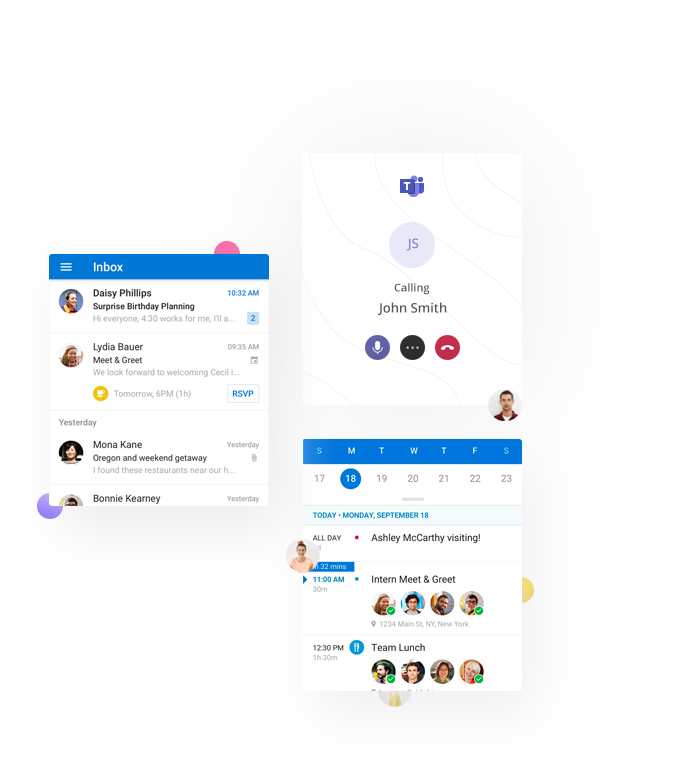 Inbox
Daisy Phillips
10:32 AM
Surprise Birthday Planning
Hi everyone, 4:30 works for me, I'll a...
2
Lydia Bauer
09:35 AM
Meet & Greet
We look forward to welcoming Cecil i...
Tomorrow, 6PM (1h)
RSVP
Yesterday
Mona Kane
Yesterday
Oregon and weekend getaway
I found these restaurants near our h...
Bonnie Kearney
Yesterday
T
JS
Calling
John Smith
S M T W T F S
17 18 19 20 21 22 23
TODAY • MONDAY, SEPTEMBER 18
ALL DAY
Ashley McCarthy visiting!
32 mins
11:00 AM
Intern Meet & Greet
30m
1234 Main St, NY, New York
12:30 PM
Team Lunch
1h 30m